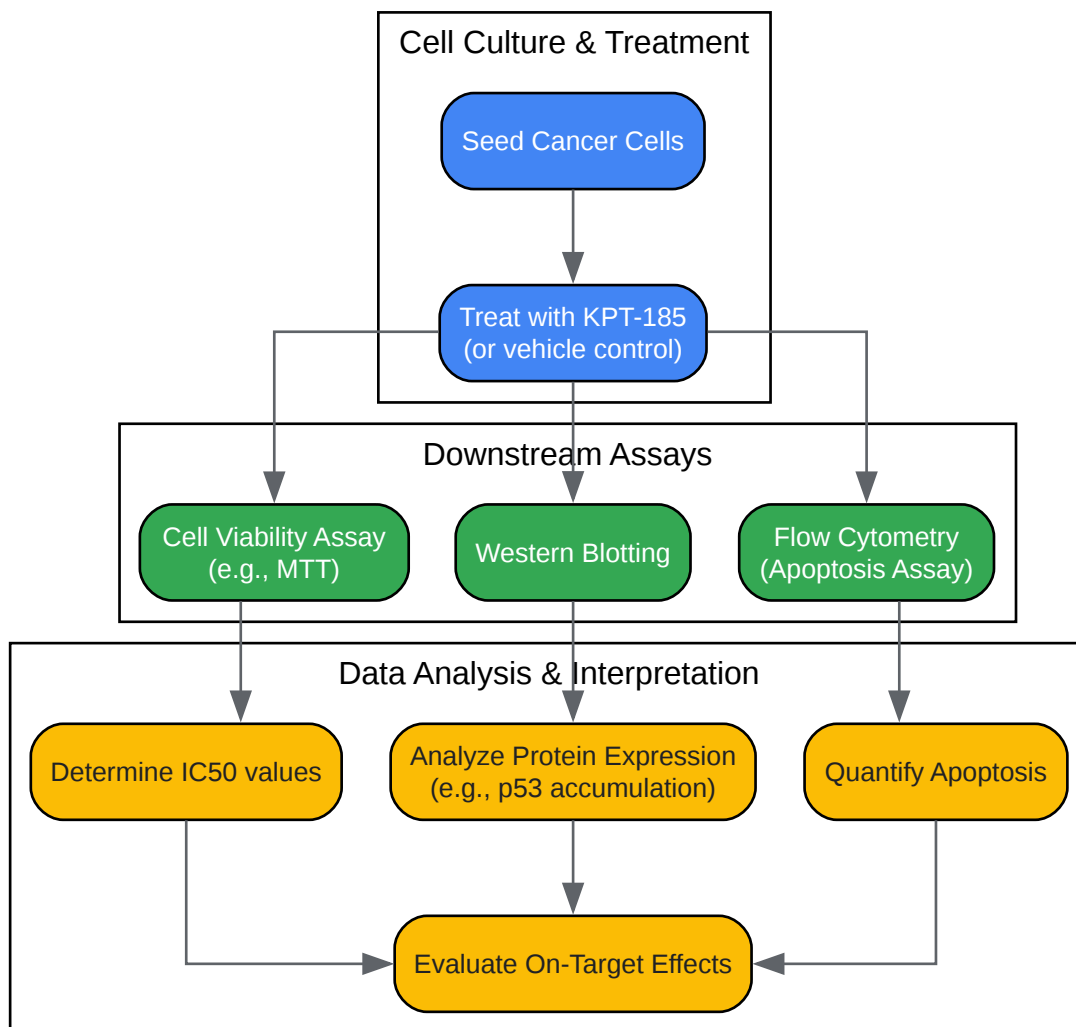 Cell Culture & Treatment
Seed Cancer Cells
Treat with KPT-185
(or vehicle control)
Downstream Assays
Cell Viability Assay
(e.g., MTT)
Western Blotting
Flow Cytometry
(Apoptosis Assay)
Data Analysis & Interpretation
Determine IC50 values
Analyze Protein Expression
(e.g., p53 accumulation)
Quantify Apoptosis
Evaluate On-Target Effects